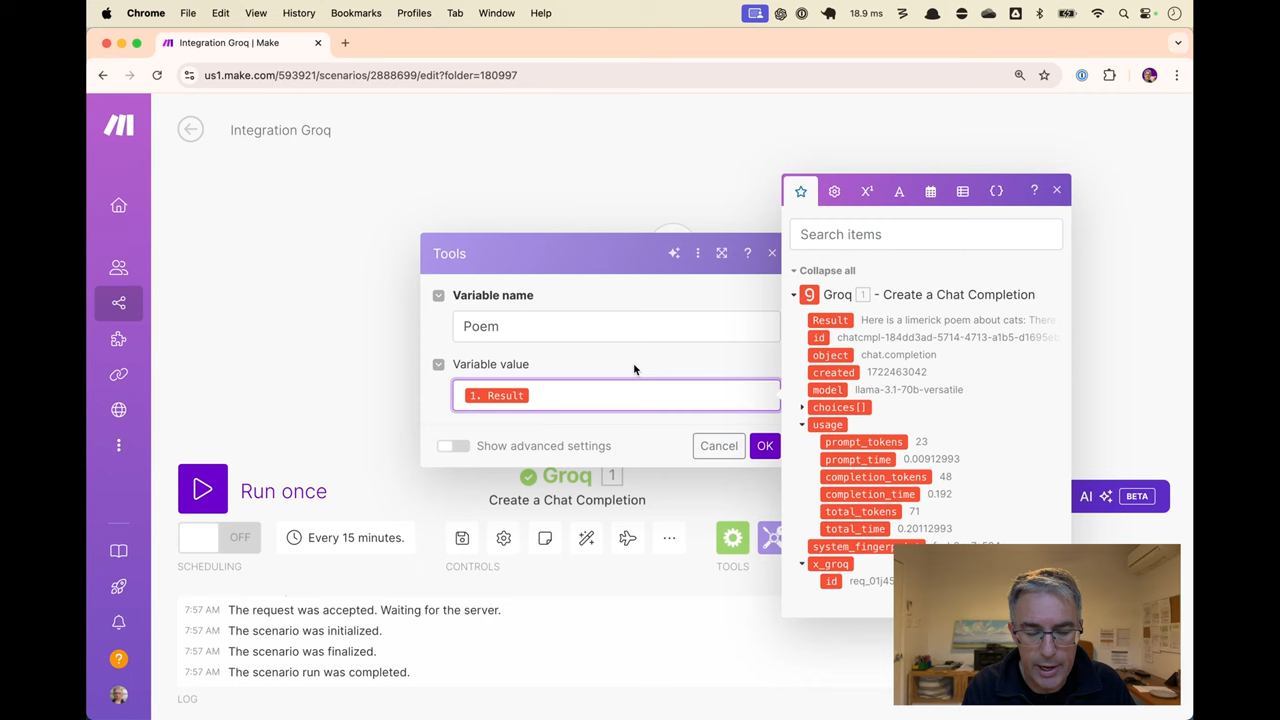 Chrome File Edit View History Bookmarks Profiles Tab Window Help 18.9 ms
Integration Groq | Make
us1.make.com/593921/scenarios/2888699/edit?folder=180997
Integration Groq
Tools
Variable name
Poem
Variable value
1. Result
Show advanced settings
Cancel
OK
Search items
Collapse all
Groq 1 - Create a Chat Completion
Result Here is a limerick poem about cats: There
id chatcmpl-184dd3ad-5714-4713-a1b5-d1695eb
object chat.completion
created 1722463042
model llama-3.1-70b-versatile
choices[]
usage
prompt_tokens 23
prompt_time 0.00912993
completion_tokens 48
completion_time 0.192
total_tokens 71
total_time 0.20112993
x_groq
id req_01j45
Groq 1
Create a Chat Completion
Run once
AI BETA
OFF
Every 15 minutes.
SCHEDULING
CONTROLS
TOOLS
7:57 AM The request was accepted. Waiting for the server.
7:57 AM The scenario was initialized.
7:57 AM The scenario was finalized.
7:57 AM The scenario run was completed.
LOG